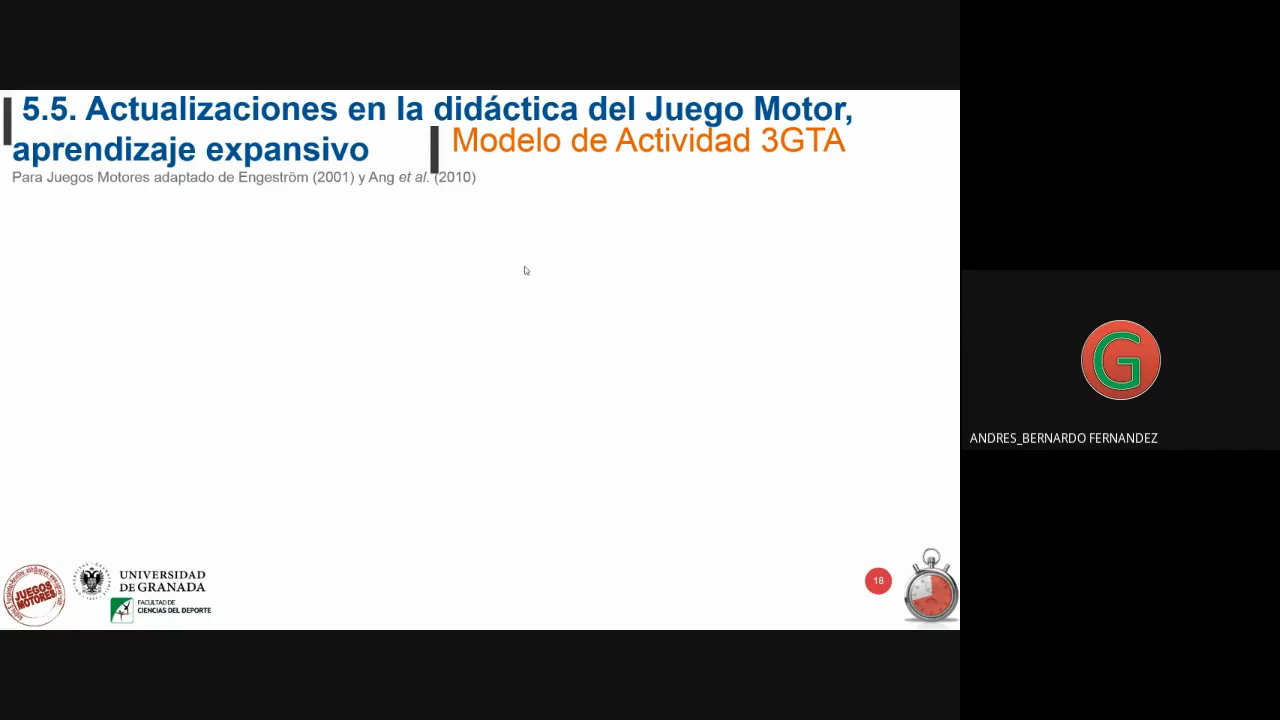 5.5. Actualizaciones en la didáctica del Juego Motor,
aprendizaje expansivo
Modelo de Actividad 3GTA
Para Juegos Motores adaptado de Engeström (2001) y Ang et al. (2010)
G
ANDRES_BERNARDO FERNANDEZ
JUEGOS
MOTORES
UNIVERSIDAD
DE GRANADA
FACULTAD DE
CIENCIAS DEL DEPORTE
18